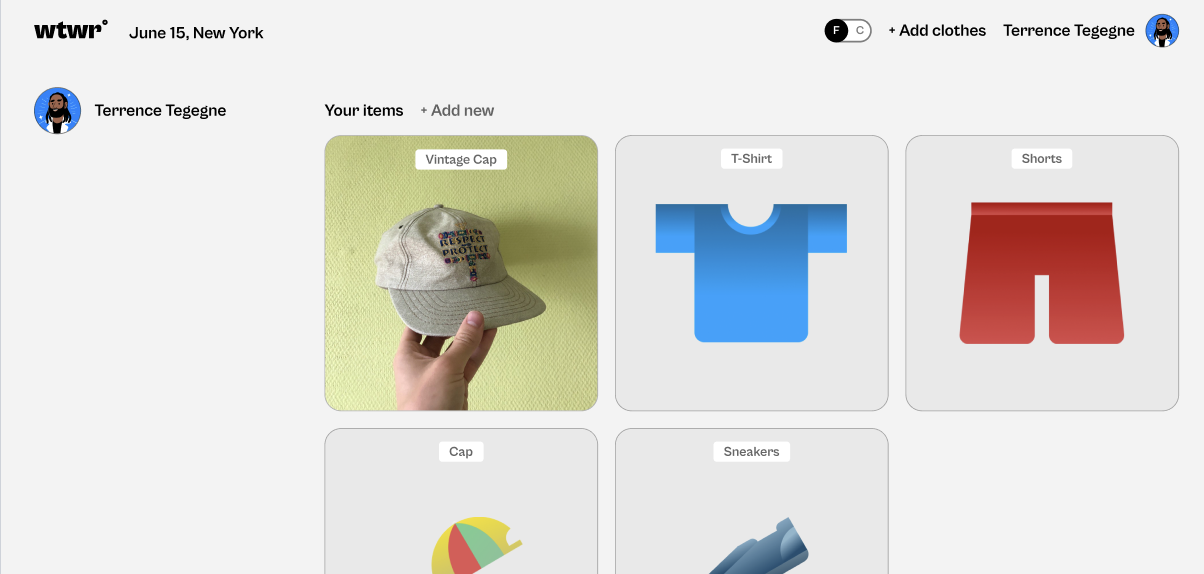 wtwr°
June 15, New York
F C
+ Add clothes
Terrence Tegegne
Terrence Tegegne
Your items
+ Add new
Vintage Cap
RESPECT
PROTECT
T-Shirt
Shorts
Cap
Sneakers